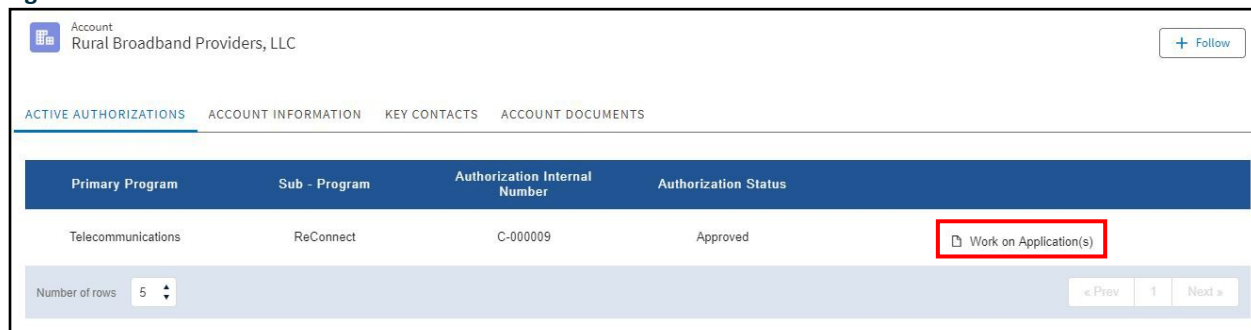 Account
Rural Broadband Providers, LLC
+ Follow
ACTIVE AUTHORIZATIONS ACCOUNT INFORMATION KEY CONTACTS ACCOUNT DOCUMENTS
Primary Program Sub - Program Authorization Internal Number Authorization Status
Telecommunications ReConnect C-000009 Approved Work on Application(s)
Number of rows 5 « Prev 1 Next »